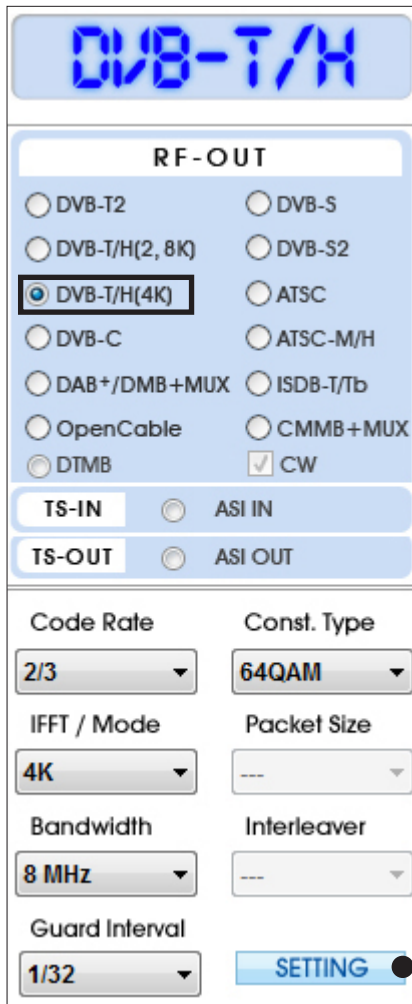 DVB-T/H
RF-OUT
DVB-T2 DVB-S
DVB-T/H(2, 8K) DVB-S2
DVB-T/H(4K) ATSC
DVB-C ATSC-M/H
DAB+/DMB+MUX ISDB-T/Tb
OpenCable CMMB+MUX
DTMB CW
TS-IN ASI IN
TS-OUT ASI OUT
Code Rate Const. Type
2/3 64QAM
IFFT / Mode Packet Size
4K ---
Bandwidth Interleaver
8 MHz ---
Guard Interval
1/32 SETTING